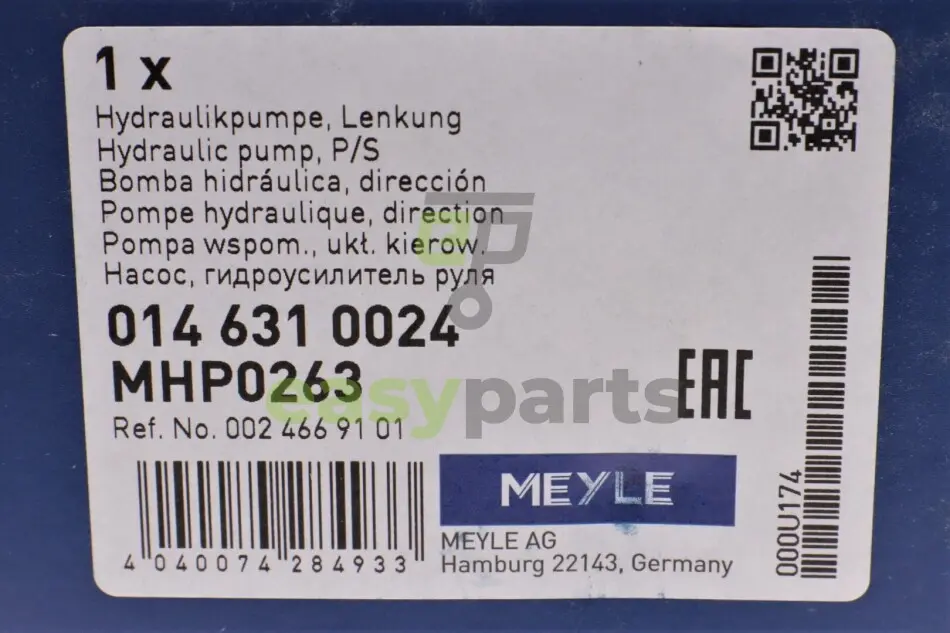 1 x
Hydraulikpumpe, Lenkung
Hydraulic pump, P/S
Bomba hidráulica, dirección
Pompe hydraulique, direction
Pompa wspom., ukł. kierow.
Насос, гидроусилитель руля
014 631 0024
MHP0263
Ref. No. 002 466 91 01
easyparts
EAC
MEYLE
MEYLE AG
Hamburg 22143, Germany
4 040074 284933
000U174